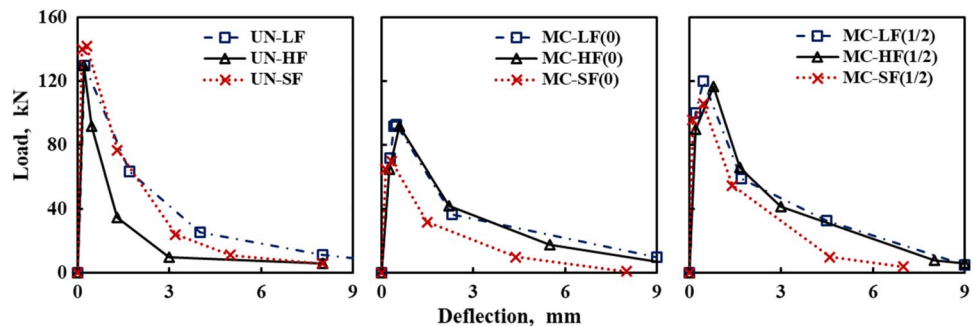 160
120
80
40
0
Load, kN
UN-LF
UN-HF
UN-SF
0 3 6 9
MC-LF(0)
MC-HF(0)
MC-SF(0)
0 3 6 9
MC-LF(1/2)
MC-HF(1/2)
MC-SF(1/2)
0 3 6 9
Deflection, mm